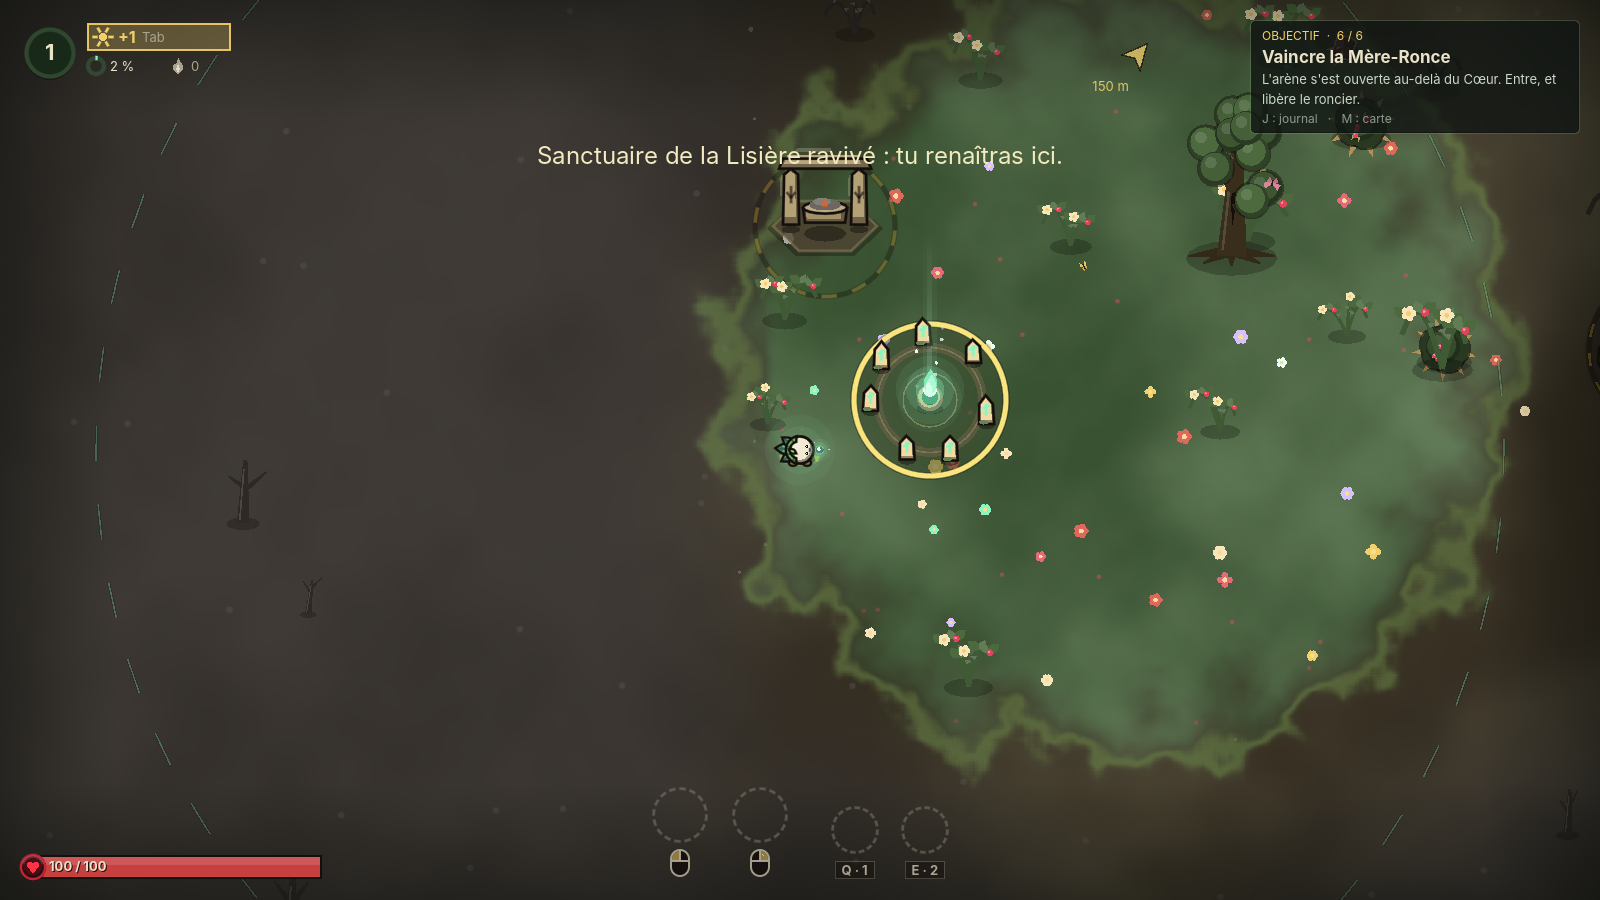 1
+1 Tab
2 %
0
150 m
OBJECTIF · 6 / 6
Vaincre la Mère-Ronce
L'arène s'est ouverte au-delà du Cœur. Entre, et
libère le roncier.
J : journal · M : carte
Sanctuaire de la Lisière ravivé : tu renaîtras ici.
100 / 100
Q · 1
E · 2